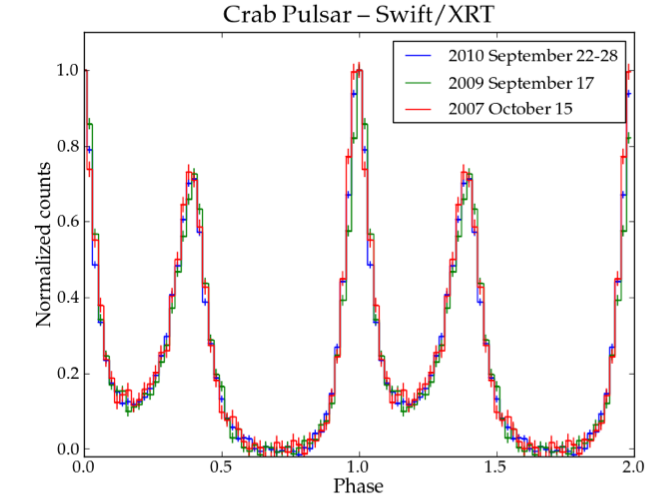 Crab Pulsar – Swift/XRT
2010 September 22-28
2009 September 17
2007 October 15
Normalized counts
1.0
0.8
0.6
0.4
0.2
0.0
0.0 0.5 1.0 1.5 2.0
Phase